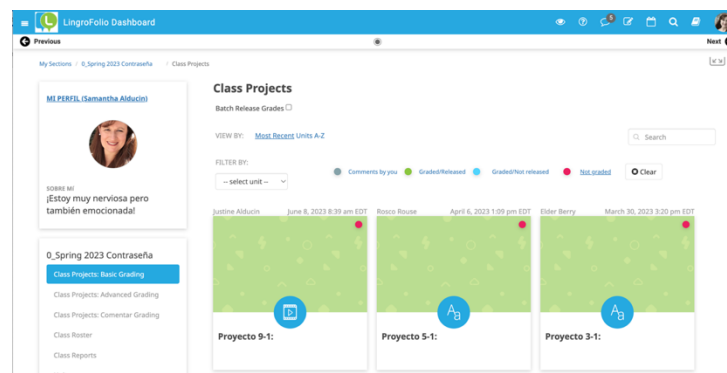 LingroFolio Dashboard
5
Previous
Next
My Sections / 0_Spring 2023 Contraseña / Class Projects
MI PERFIL (Samantha Alducin)
SOBRE MÍ
¡Estoy muy nerviosa pero
también emocionada!
0_Spring 2023 Contraseña
Class Projects: Basic Grading
Class Projects: Advanced Grading
Class Projects: Comentar Grading
Class Roster
Class Reports
Class Projects
Batch Release Grades
VIEW BY: Most Recent Units A-Z
Search
FILTER BY:
-- select unit --
Comments by you
Graded/Released
Graded/Not released
Not graded
Clear
Justine Alducin June 8, 2023 8:39 am EDT
Rosco Rouse April 6, 2023 1:09 pm EDT
Elder Berry March 30, 2023 3:20 pm EDT
AB
AB
Proyecto 9-1:
Proyecto 5-1:
Proyecto 3-1: